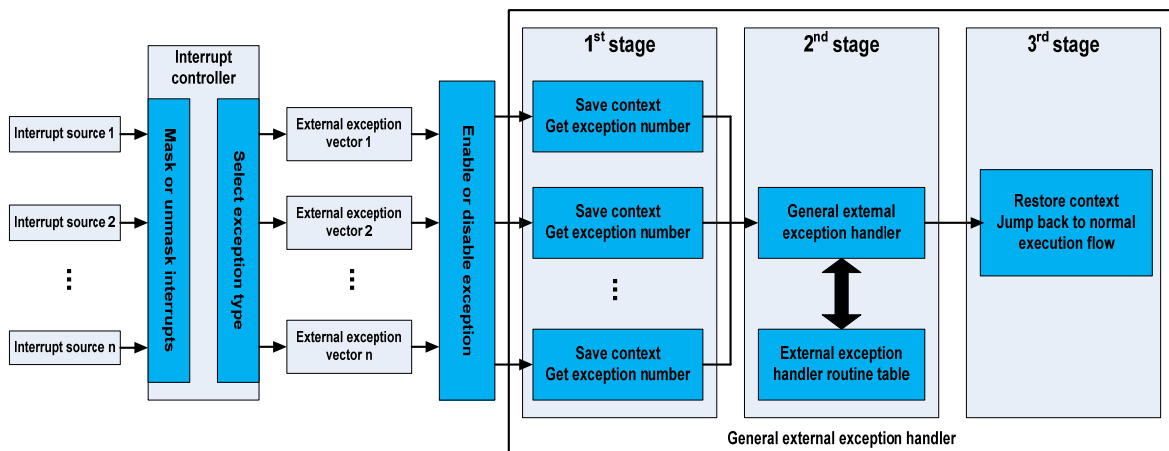 Interrupt source 1
Interrupt source 2
⋮
Interrupt source n
Interrupt
controller
Mask or unmask interrupts
Select exception type
External exception
vector 1
External exception
vector 2
⋮
External exception
vector n
Enable or disable exception
1st stage
Save context
Get exception number
Save context
Get exception number
⋮
Save context
Get exception number
2nd stage
General external
exception handler
External exception
handler routine table
3rd stage
Restore context
Jump back to normal
execution flow
General external exception handler